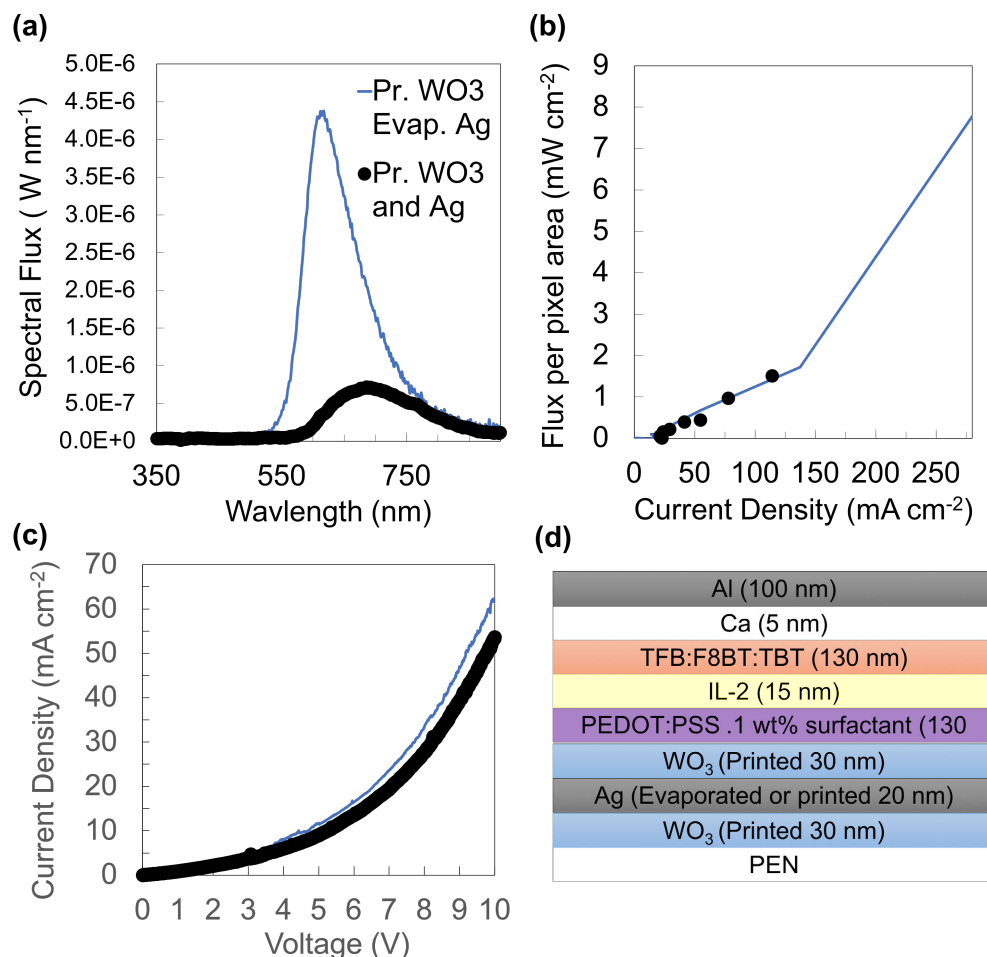 (a)
Spectral Flux ( W nm-1)
5.0E-6
4.5E-6
4.0E-6
3.5E-6
3.0E-6
2.5E-6
2.0E-6
1.5E-6
1.0E-6
5.0E-7
0.0E+0
Pr. WO3
Evap. Ag
Pr. WO3
and Ag
350
550
750
Wavlength (nm)
(b)
Flux per pixel area (mW cm-2)
9
8
7
6
5
4
3
2
1
0
0 50 100 150 200 250
Current Density (mA cm-2)
(c)
Current Density (mA cm-2)
70
60
50
40
30
20
10
0
0 1 2 3 4 5 6 7 8 9 10
Voltage (V)
(d)
Al (100 nm)
Ca (5 nm)
TFB:F8BT:TBT (130 nm)
IL-2 (15 nm)
PEDOT:PSS .1 wt% surfactant (130
WO3 (Printed 30 nm)
Ag (Evaporated or printed 20 nm)
WO3 (Printed 30 nm)
PEN